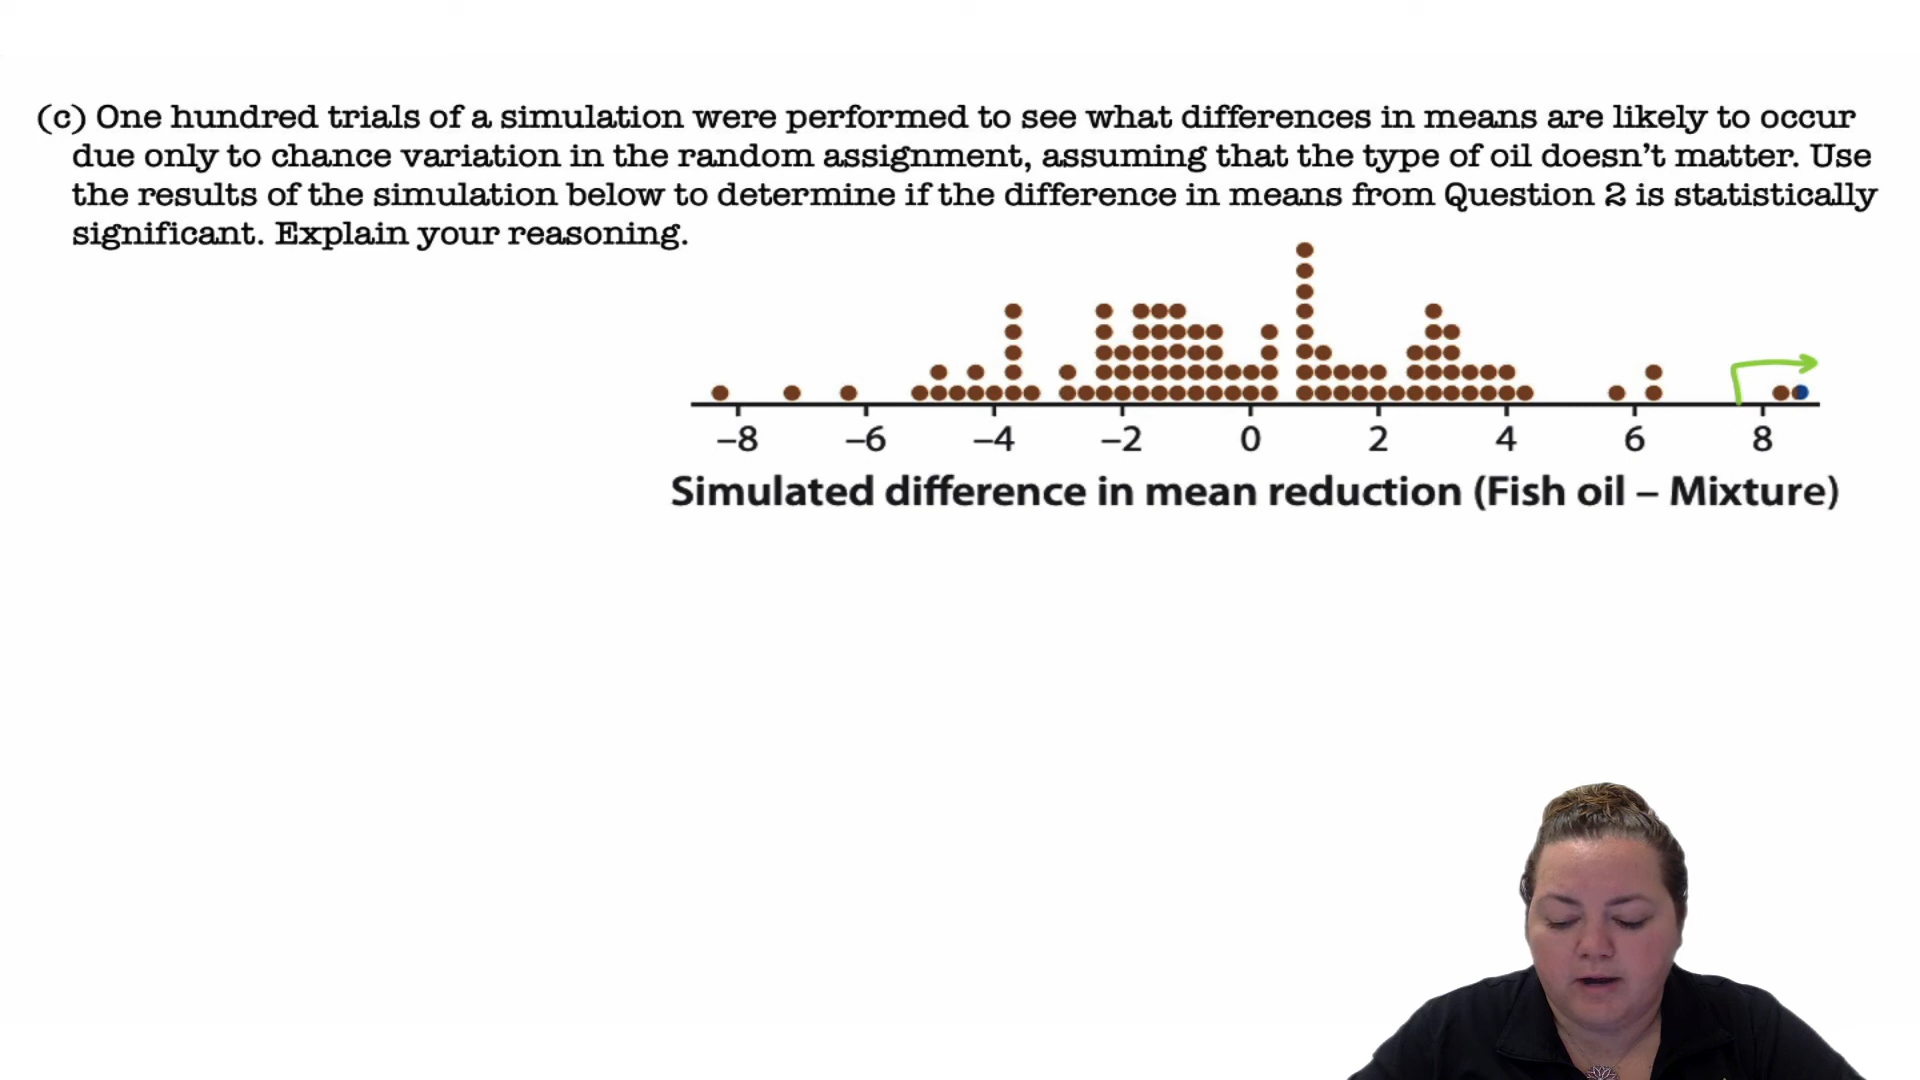 (c) One hundred trials of a simulation were performed to see what differences in means are likely to occur
due only to chance variation in the random assignment, assuming that the type of oil doesn’t matter. Use
the results of the simulation below to determine if the difference in means from Question 2 is statistically
significant. Explain your reasoning.
–8 –6 –4 –2 0 2 4 6 8
Simulated difference in mean reduction (Fish oil – Mixture)